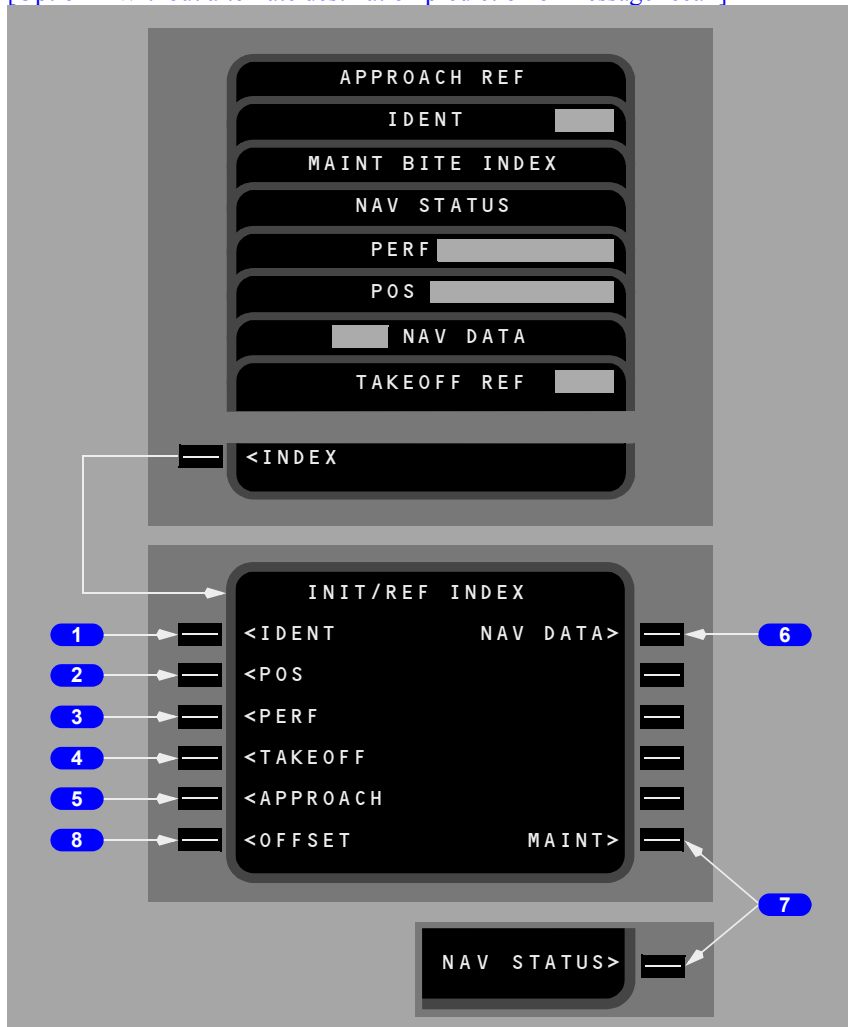 APPROACH REF
IDENT
MAINT BITE INDEX
NAV STATUS
PERF
POS
NAV DATA
TAKEOFF REF
<INDEX
INIT/REF INDEX
1 <IDENT NAV DATA> 6
2 <POS
3 <PERF
4 <TAKEOFF
5 <APPROACH
8 <OFFSET MAINT>
7
NAV STATUS>